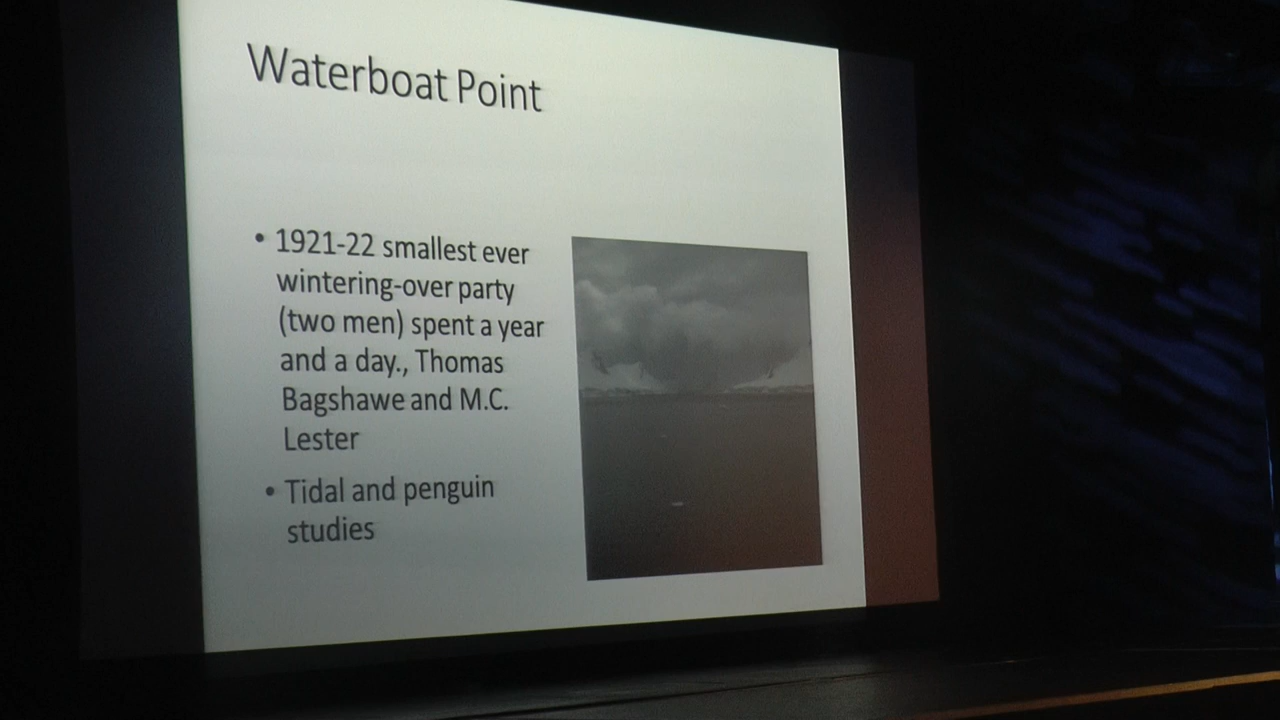 Waterboat Point
• 1921-22 smallest ever
wintering-over party
(two men) spent a year
and a day., Thomas
Bagshawe and M.C.
Lester
• Tidal and penguin
studies